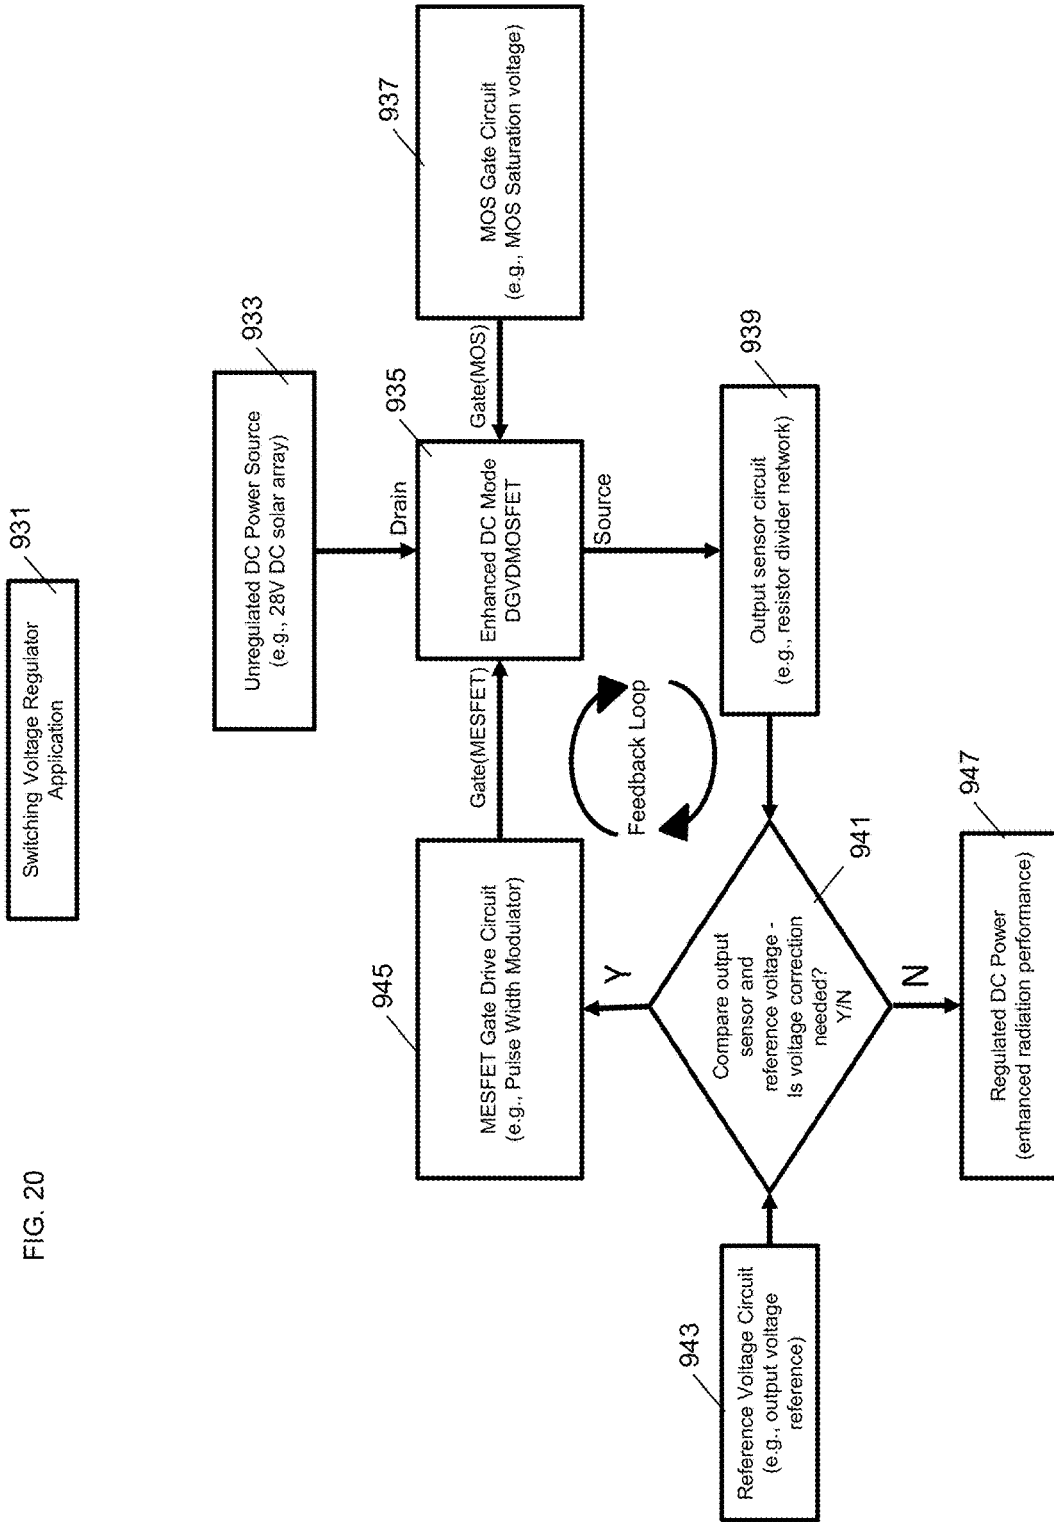 FIG. 20
Switching Voltage Regulator
Application
931
Unregulated DC Power Source
(e.g., 28V DC solar array)
933
Drain
MESFET Gate Drive Circuit
(e.g., Pulse Width Modulator)
945
Gate(MESFET)
Enhanced DC Mode
DGVDMOSFET
935
Gate(MOS)
MOS Gate Circuit
(e.g., MOS Saturation voltage)
937
Source
Feedback Loop
Y
Reference Voltage Circuit
(e.g., output voltage
reference)
943
Compare output
sensor and
reference voltage -
Is voltage correction
needed?
Y/N
941
Output sensor circuit
(e.g., resistor divider network)
939
N
Regulated DC Power
(enhanced radiation performance)
947